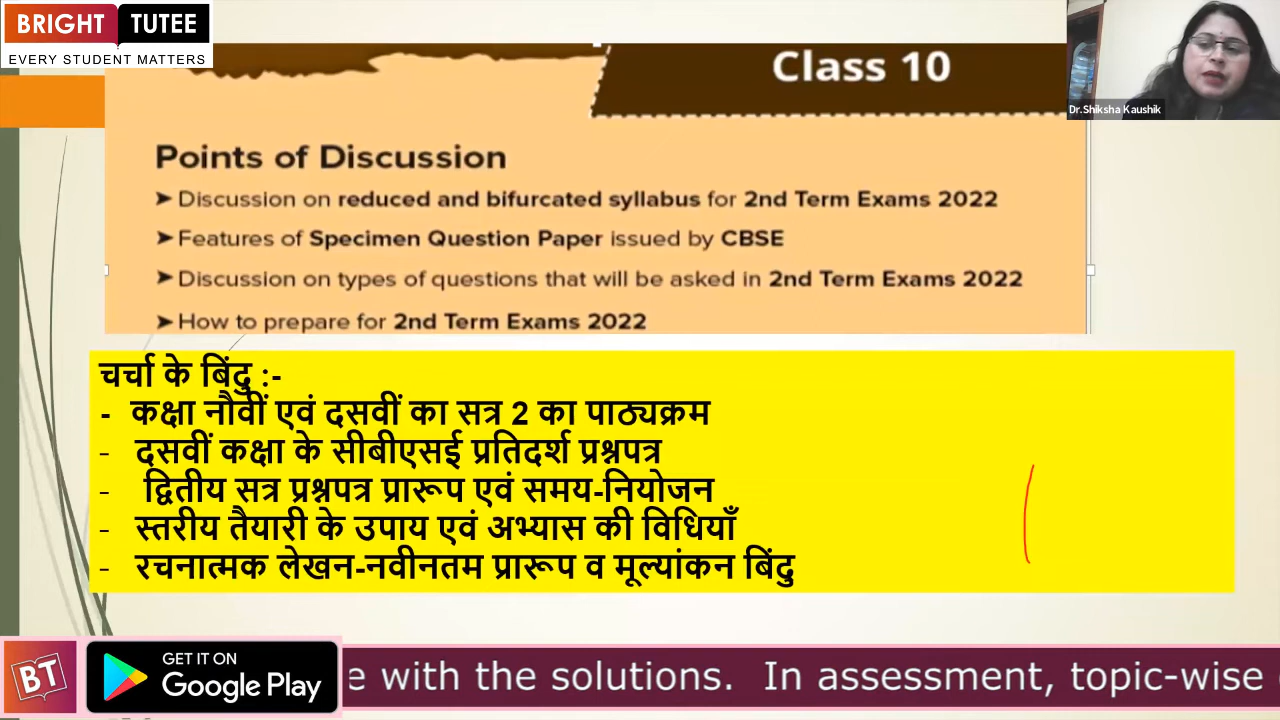 BRIGHT TUTEE
EVERY STUDENT MATTERS
Class 10
Dr.Shiksha Kaushik
Points of Discussion
➤ Discussion on reduced and bifurcated syllabus for 2nd Term Exams 2022
➤ Features of Specimen Question Paper issued by CBSE
➤ Discussion on types of questions that will be asked in 2nd Term Exams 2022
➤ How to prepare for 2nd Term Exams 2022
चर्चा के बिंदु :-
- कक्षा नौवीं एवं दसवीं का सत्र 2 का पाठ्यक्रम
- दसवीं कक्षा के सीबीएसई प्रतिदर्श प्रश्नपत्र
- द्वितीय सत्र प्रश्नपत्र प्रारूप एवं समय-नियोजन
- स्तरीय तैयारी के उपाय एवं अभ्यास की विधियाँ
- रचनात्मक लेखन-नवीनतम प्रारूप व मूल्यांकन बिंदु
BT
GET IT ON
Google Play
e with the solutions. In assessment, topic-wise